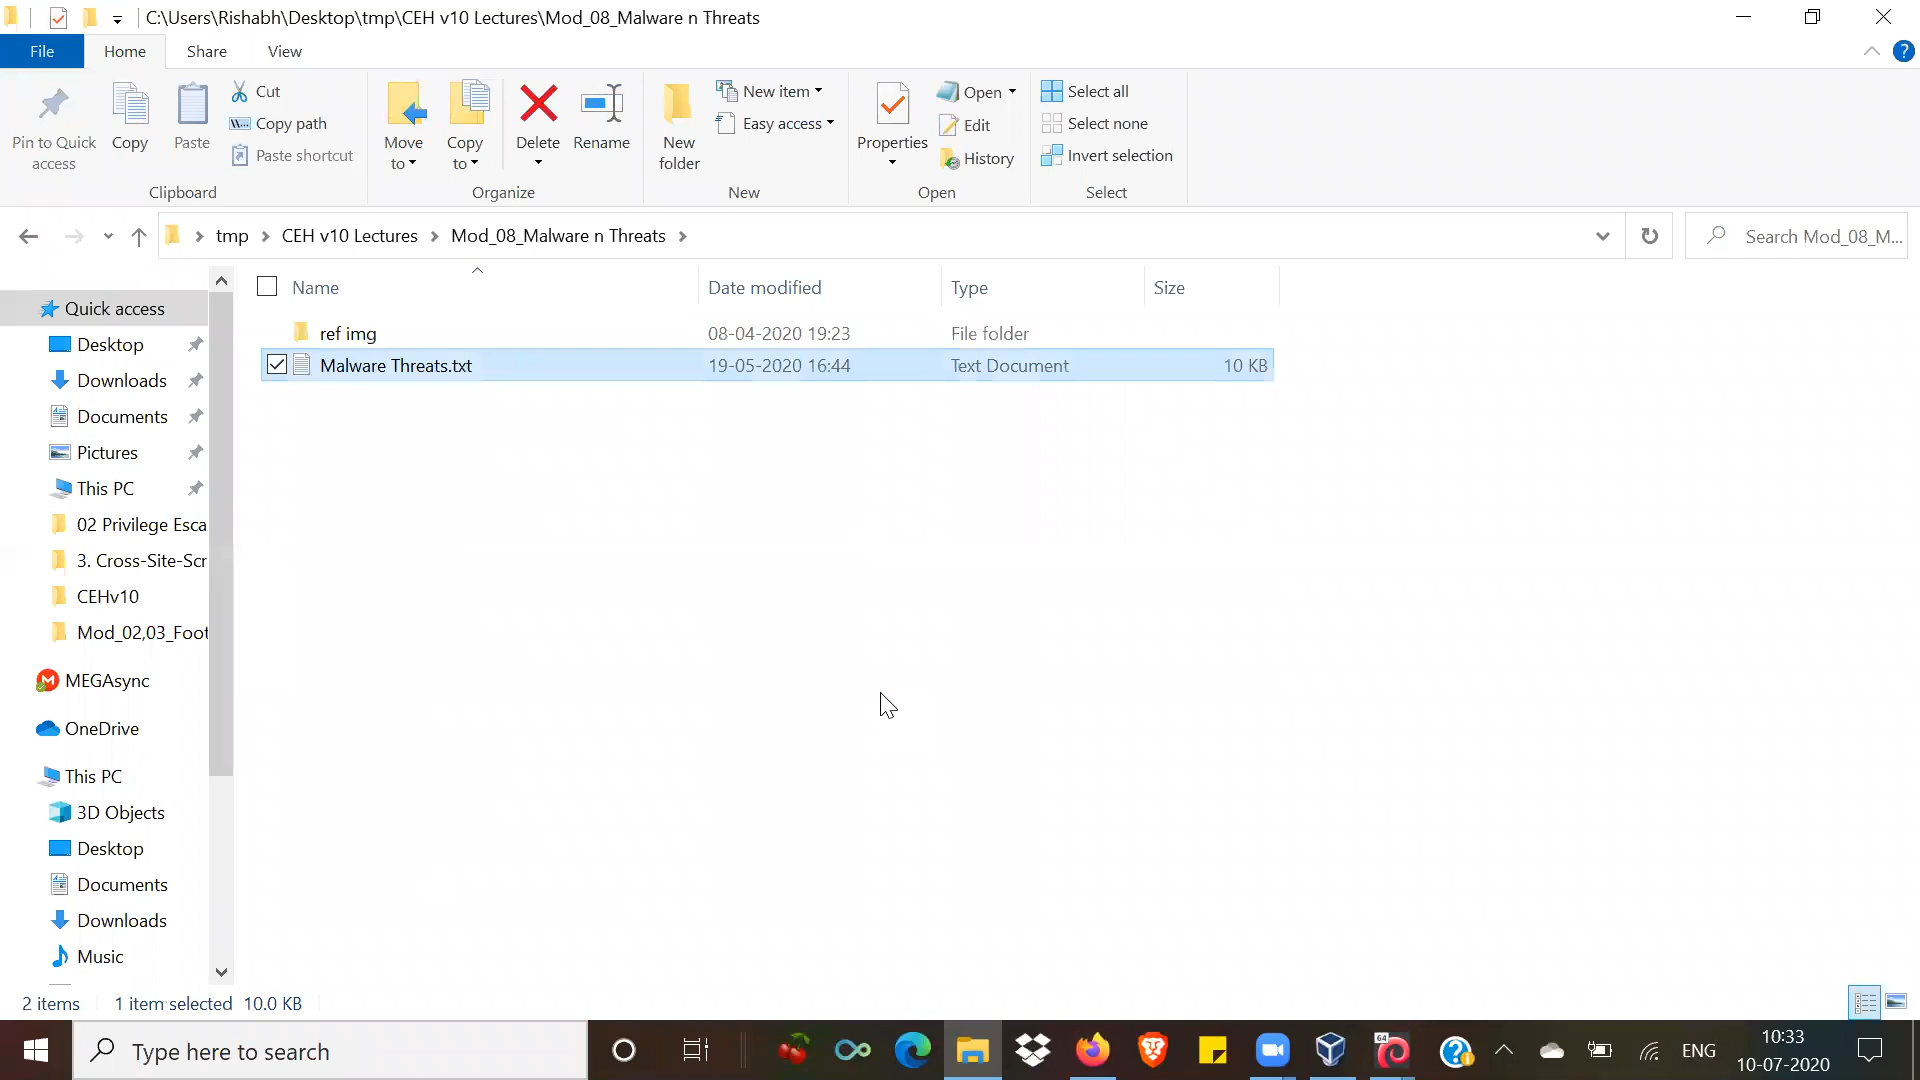 C:\Users\Rishabh\Desktop\tmp\CEH v10 Lectures\Mod_08_Malware n Threats
File Home Share View
Pin to Quick access
Copy
Paste
Cut
Copy path
Paste shortcut
Clipboard
Move to
Copy to
Delete
Rename
Organize
New folder
New item
Easy access
New
Properties
Open
Edit
History
Open
Select all
Select none
Invert selection
Select
tmp CEH v10 Lectures Mod_08_Malware n Threats
Search Mod_08_M...
Name Date modified Type Size
ref img 08-04-2020 19:23 File folder
Malware Threats.txt 19-05-2020 16:44 Text Document 10 KB
Quick access
Desktop
Downloads
Documents
Pictures
This PC
02 Privilege Esca
3. Cross-Site-Scr
CEHv10
Mod_02,03_Foot
MEGAsync
OneDrive
This PC
3D Objects
Desktop
Documents
Downloads
Music
2 items 1 item selected 10.0 KB
Type here to search
64
ENG
10:33
10-07-2020